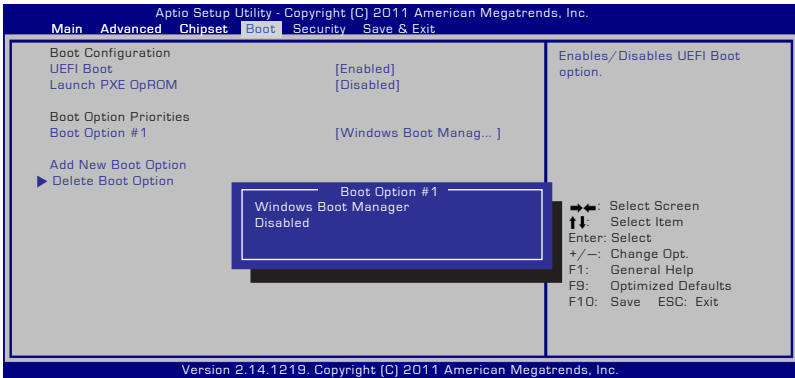 Aptio Setup Utility - Copyright (C) 2011 American Megatrends, Inc.
Main Advanced Chipset Boot Security Save & Exit
Boot Configuration
UEFI Boot [Enabled]
Launch PXE OpROM [Disabled]
Boot Option Priorities
Boot Option #1 [Windows Boot Manag... ]
Add New Boot Option
Delete Boot Option
Boot Option #1
Windows Boot Manager
Disabled
Enables/Disables UEFI Boot
option.
→←: Select Screen
↑↓: Select Item
Enter: Select
+/—: Change Opt.
F1: General Help
F9: Optimized Defaults
F10: Save ESC: Exit
Version 2.14.1219. Copyright (C) 2011 American Megatrends, Inc.